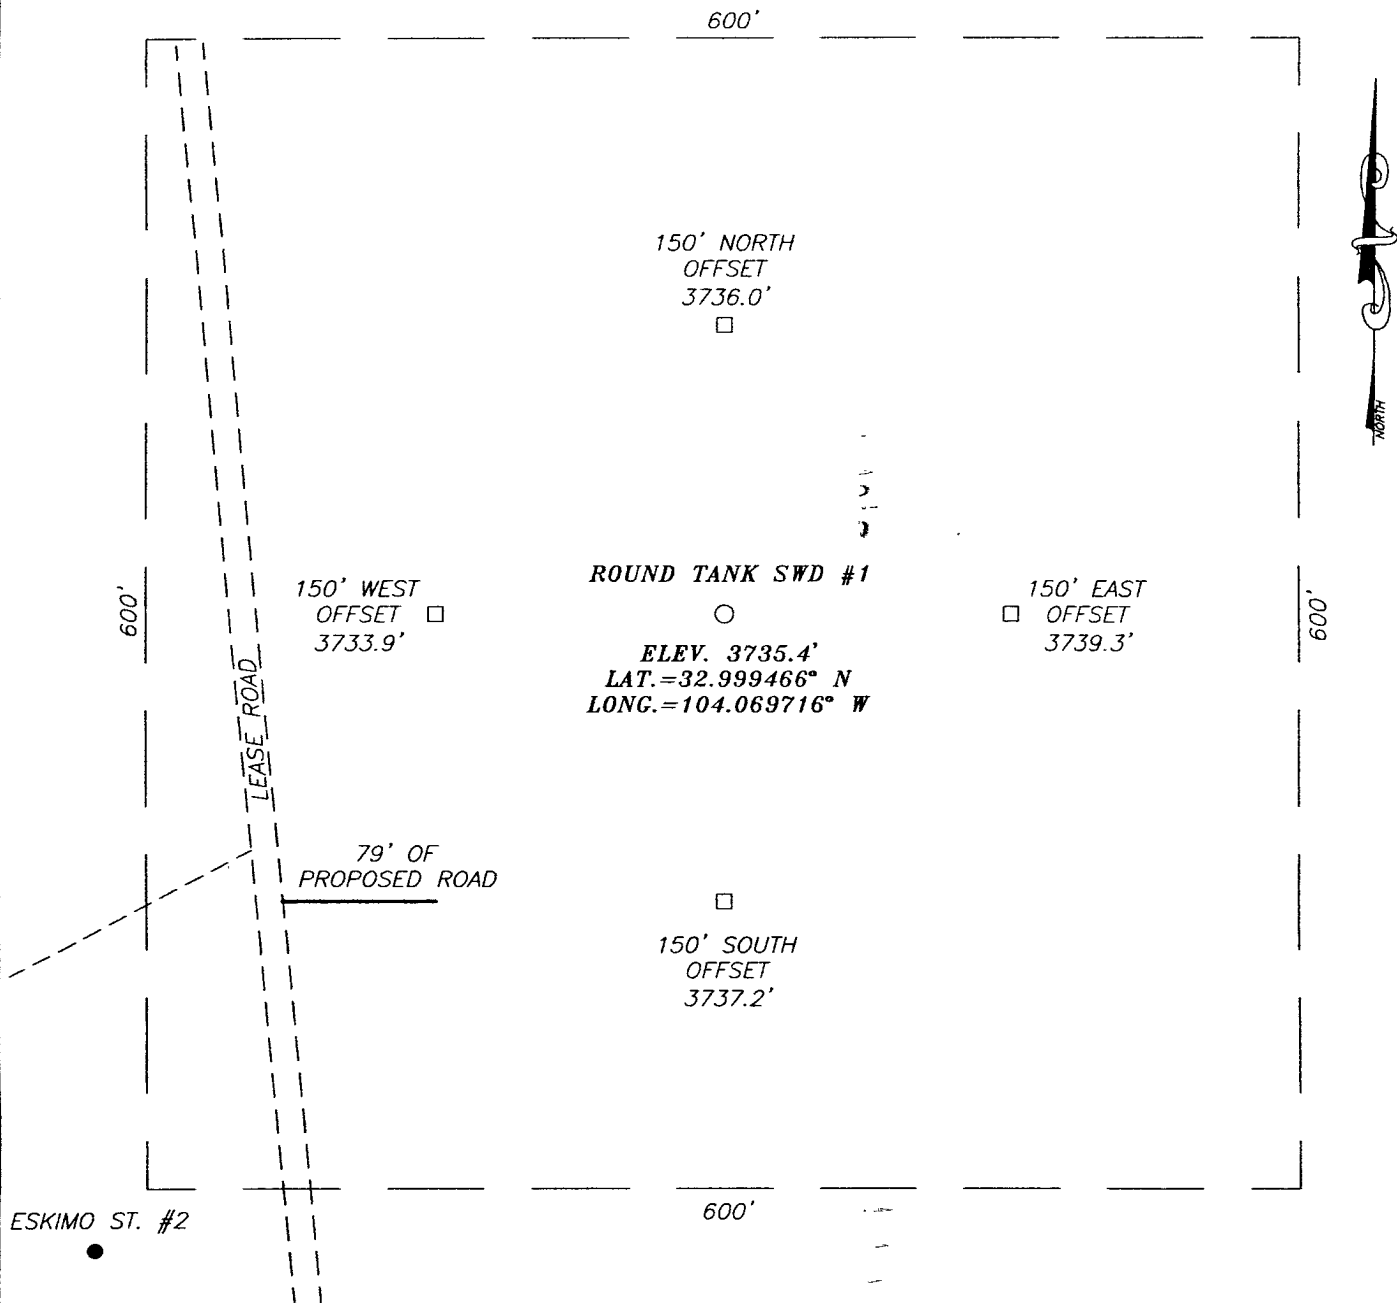 600'
NORTH
150' NORTH
OFFSET
3736.0'
ROUND TANK SWD #1
150' WEST
OFFSET
3733.9'
150' EAST
OFFSET
3739.3'
600'
600'
ELEV. 3735.4'
LAT.=32.999466° N
LONG.=104.069716° W
LEASE ROAD
79' OF
PROPOSED ROAD
150' SOUTH
OFFSET
3737.2'
600'
ESKIMO ST. #2